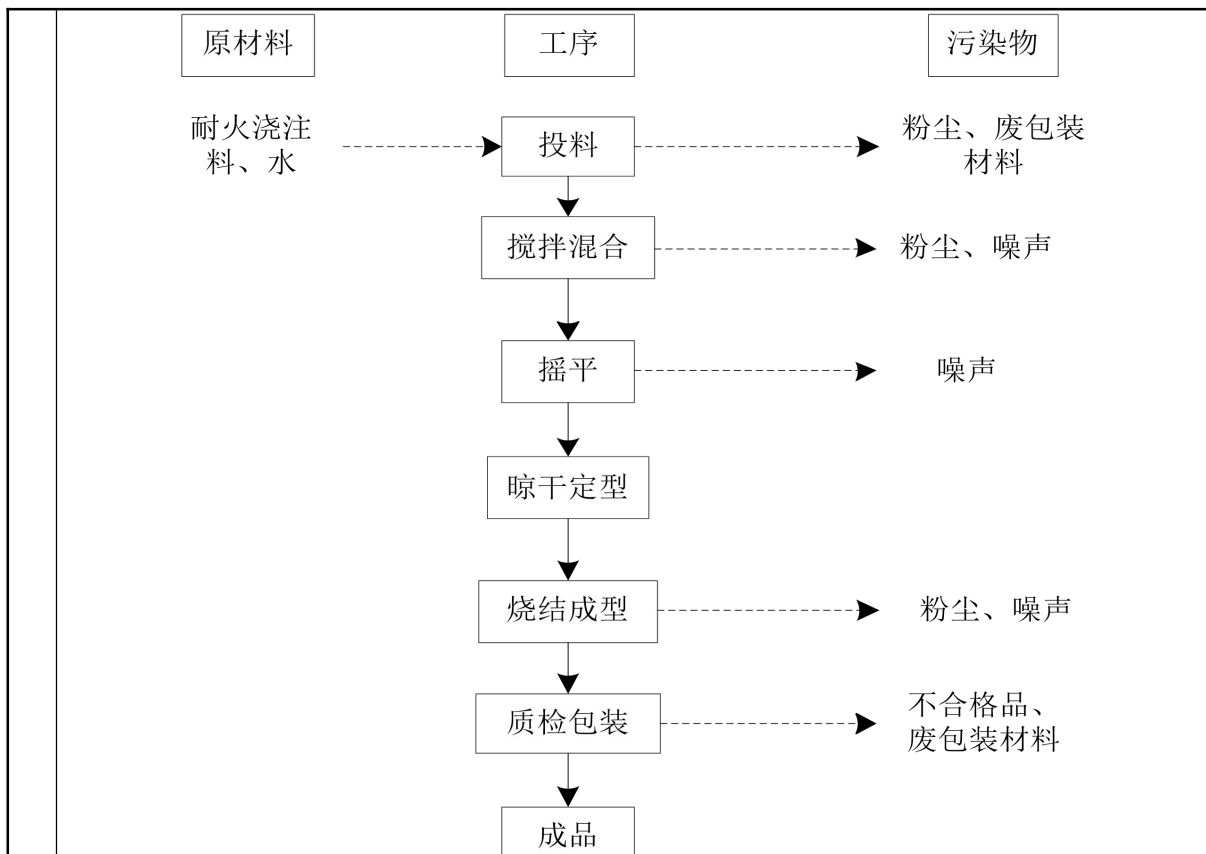 原材料
工序
污染物
耐火浇注
料、水
投料
粉尘、废包装
材料
搅拌混合
粉尘、噪声
摇平
噪声
晾干定型
烧结成型
粉尘、噪声
质检包装
不合格品、
废包装材料
成品